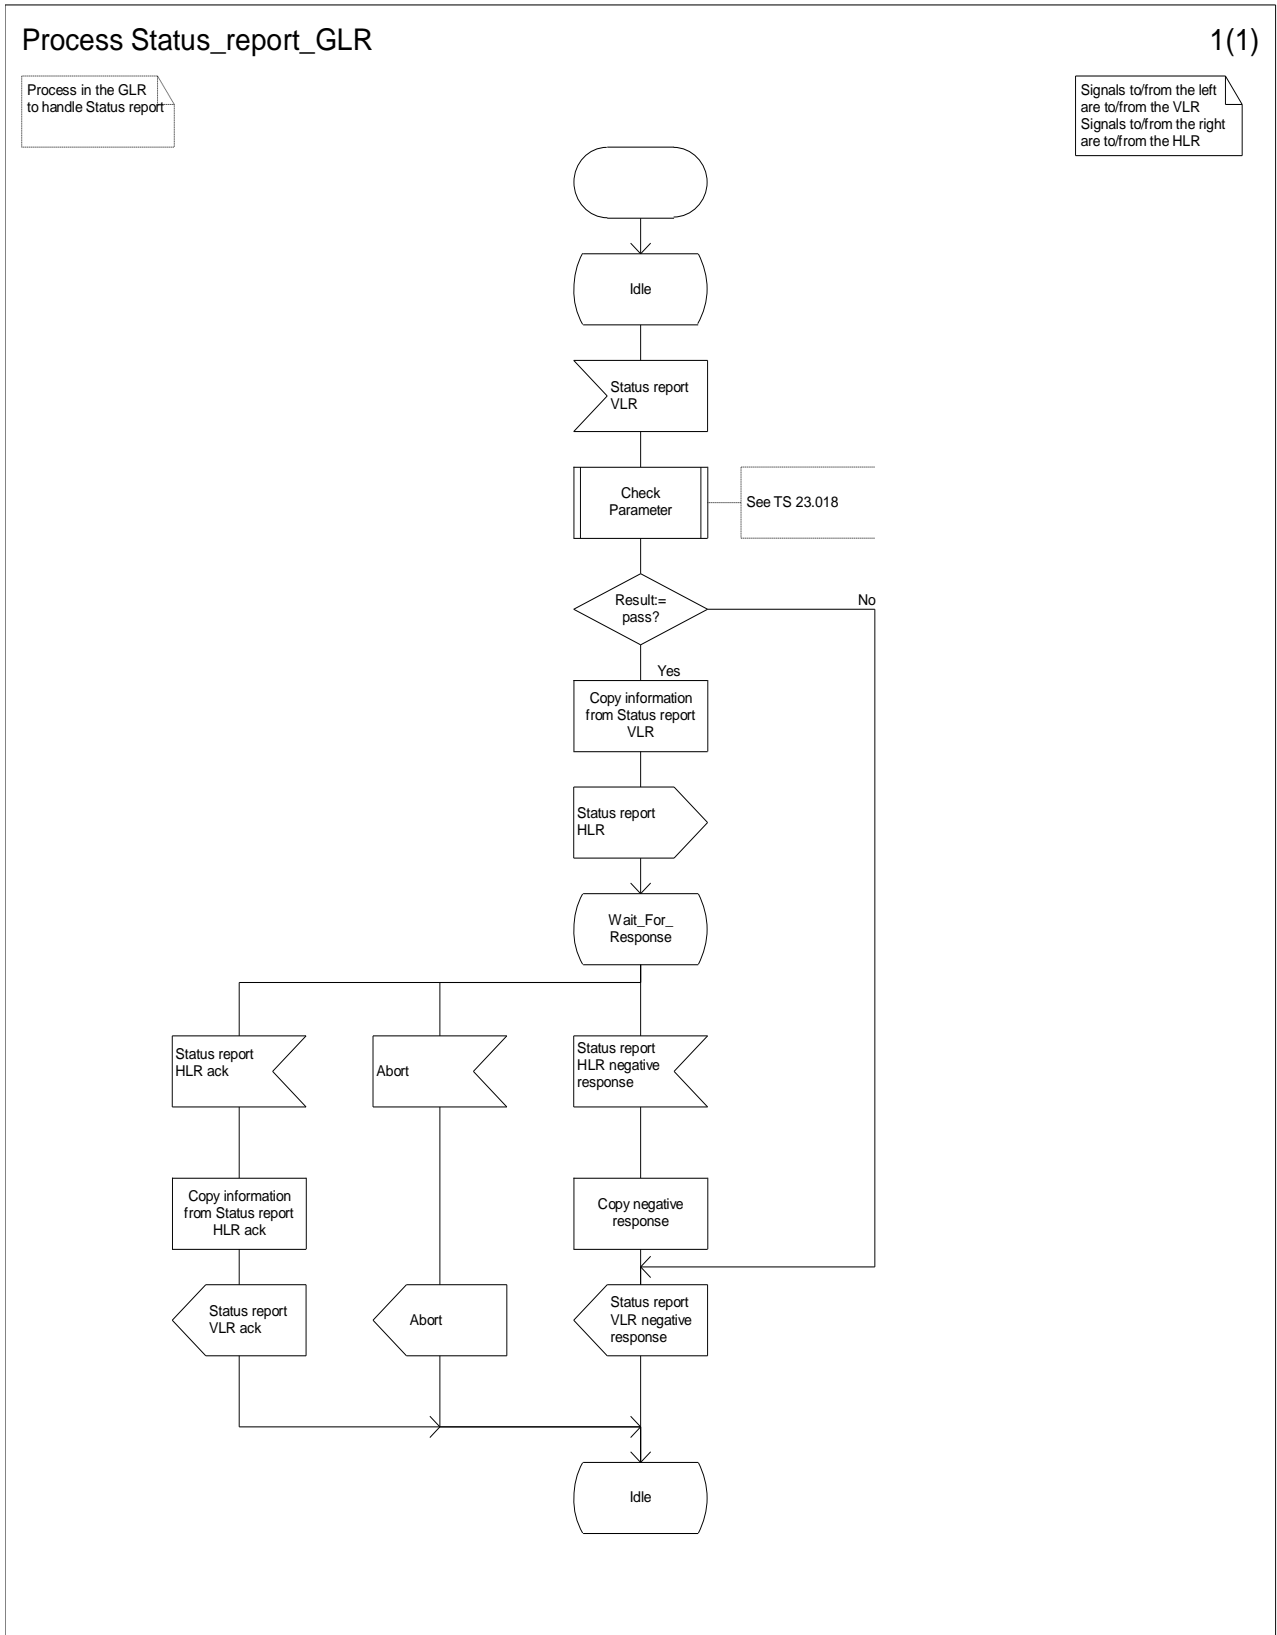 Process Status_report_GLR
1(1)
Process in the GLR
to handle Status report
Signals to/from the left
are to/from the VLR
Signals to/from the right
are to/from the HLR
Idle
Status report
VLR
Check
Parameter
See TS 23.018
Result:=
pass?
No
Yes
Copy information
from Status report
VLR
Status report
HLR
Wait_For_
Response
Status report
HLR ack
Abort
Status report
HLR negative
response
Copy information
from Status report
HLR ack
Copy negative
response
Status report
VLR ack
Abort
Status report
VLR negative
response
Idle